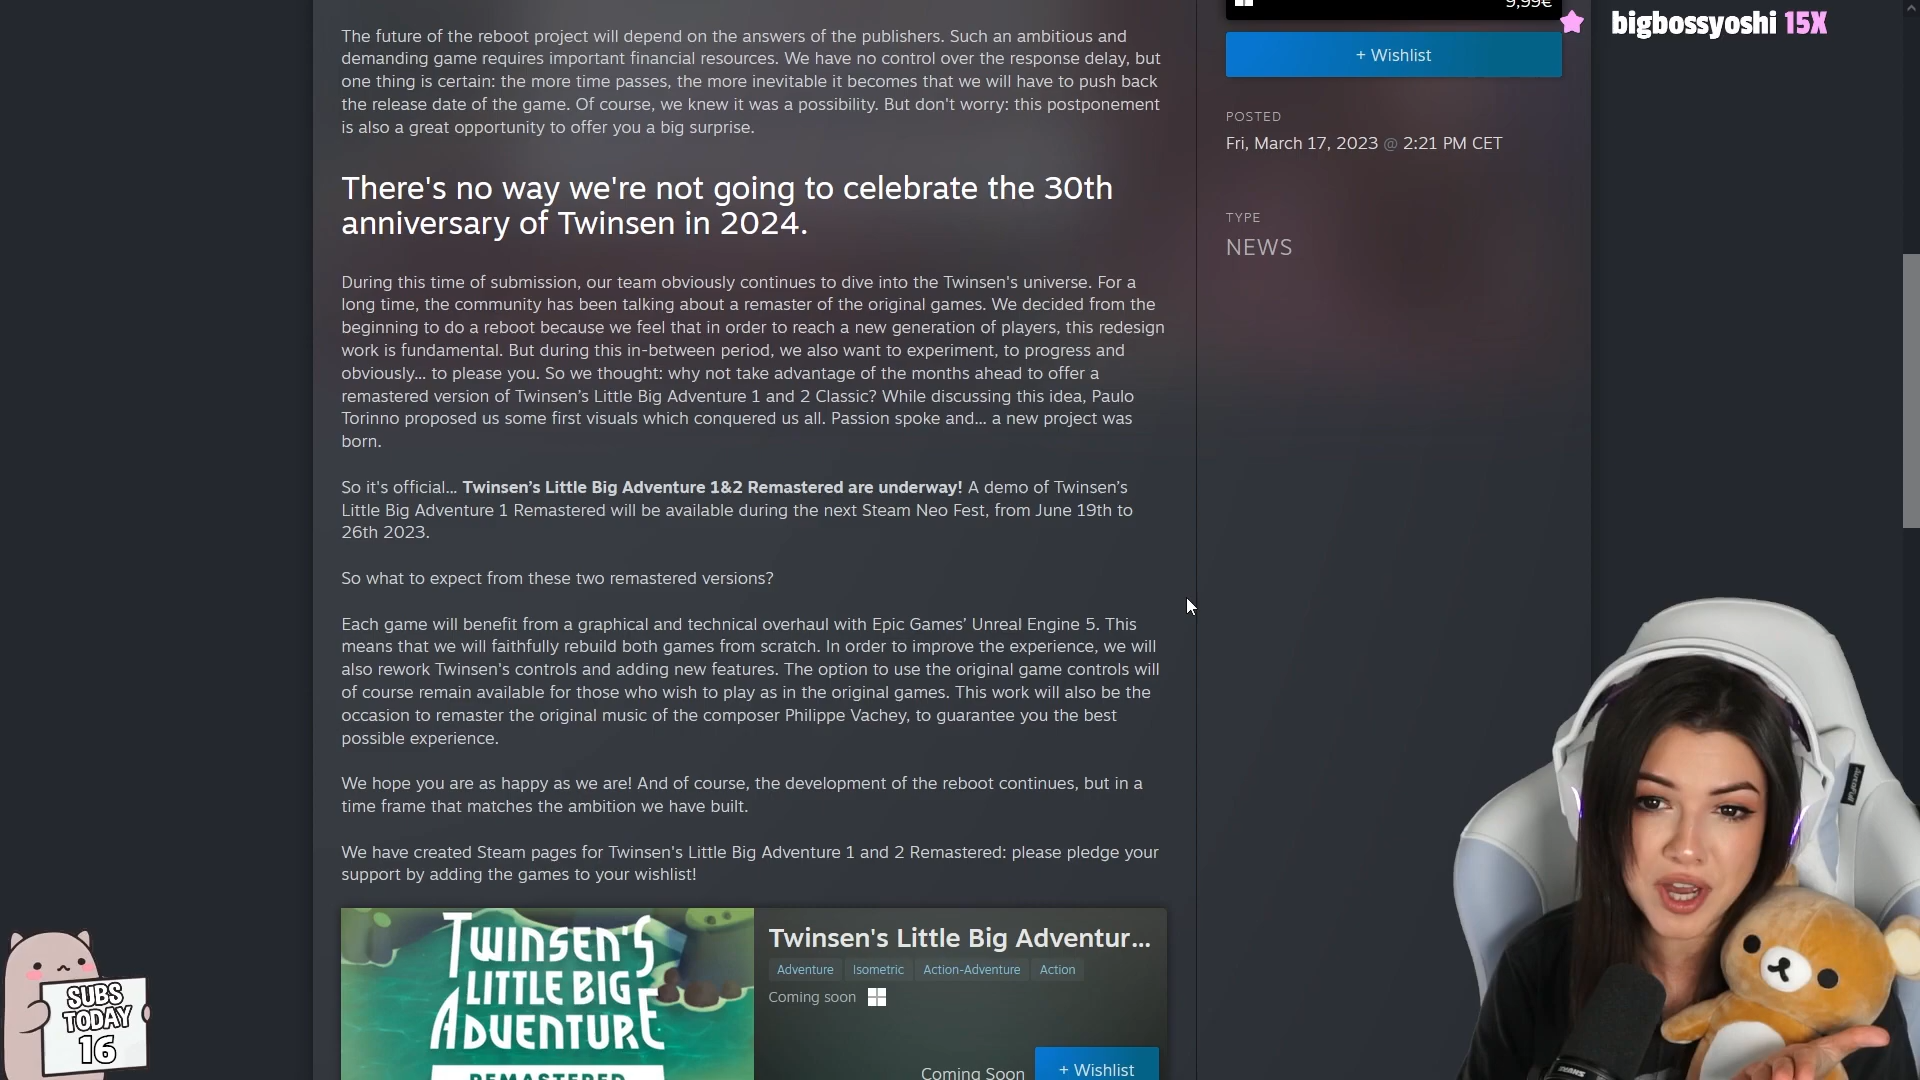 9,99€
bigbossyoshi 15X
+ Wishlist
The future of the reboot project will depend on the answers of the publishers. Such an ambitious and
demanding game requires important financial resources. We have no control over the response delay, but
one thing is certain: the more time passes, the more inevitable it becomes that we will have to push back
the release date of the game. Of course, we knew it was a possibility. But don't worry: this postponement
is also a great opportunity to offer you a big surprise.
POSTED
Fri, March 17, 2023 @ 2:21 PM CET
TYPE
NEWS
There's no way we're not going to celebrate the 30th
anniversary of Twinsen in 2024.
During this time of submission, our team obviously continues to dive into the Twinsen's universe. For a
long time, the community has been talking about a remaster of the original games. We decided from the
beginning to do a reboot because we feel that in order to reach a new generation of players, this redesign
work is fundamental. But during this in-between period, we also want to experiment, to progress and
obviously... to please you. So we thought: why not take advantage of the months ahead to offer a
remastered version of Twinsen’s Little Big Adventure 1 and 2 Classic? While discussing this idea, Paulo
Torinno proposed us some first visuals which conquered us all. Passion spoke and... a new project was
born.
So it's official... Twinsen’s Little Big Adventure 1&2 Remastered are underway! A demo of Twinsen’s
Little Big Adventure 1 Remastered will be available during the next Steam Neo Fest, from June 19th to
26th 2023.
So what to expect from these two remastered versions?
Each game will benefit from a graphical and technical overhaul with Epic Games’ Unreal Engine 5. This
means that we will faithfully rebuild both games from scratch. In order to improve the experience, we will
also rework Twinsen's controls and adding new features. The option to use the original game controls will
of course remain available for those who wish to play as in the original games. This work will also be the
occasion to remaster the original music of the composer Philippe Vachey, to guarantee you the best
possible experience.
We hope you are as happy as we are! And of course, the development of the reboot continues, but in a
time frame that matches the ambition we have built.
We have created Steam pages for Twinsen's Little Big Adventure 1 and 2 Remastered: please pledge your
support by adding the games to your wishlist!
TWINSEN'S
LITTLE BIG
ADVENTURE
REMASTERED
Twinsen's Little Big Adventur...
Adventure Isometric Action-Adventure Action
Coming soon
Coming Soon
+ Wishlist
SUBS
TODAY
16